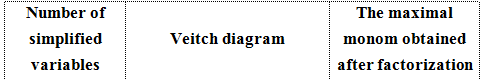 Number of
simplified
variables
Veitch diagram
The maximal
monom obtained
after factorization